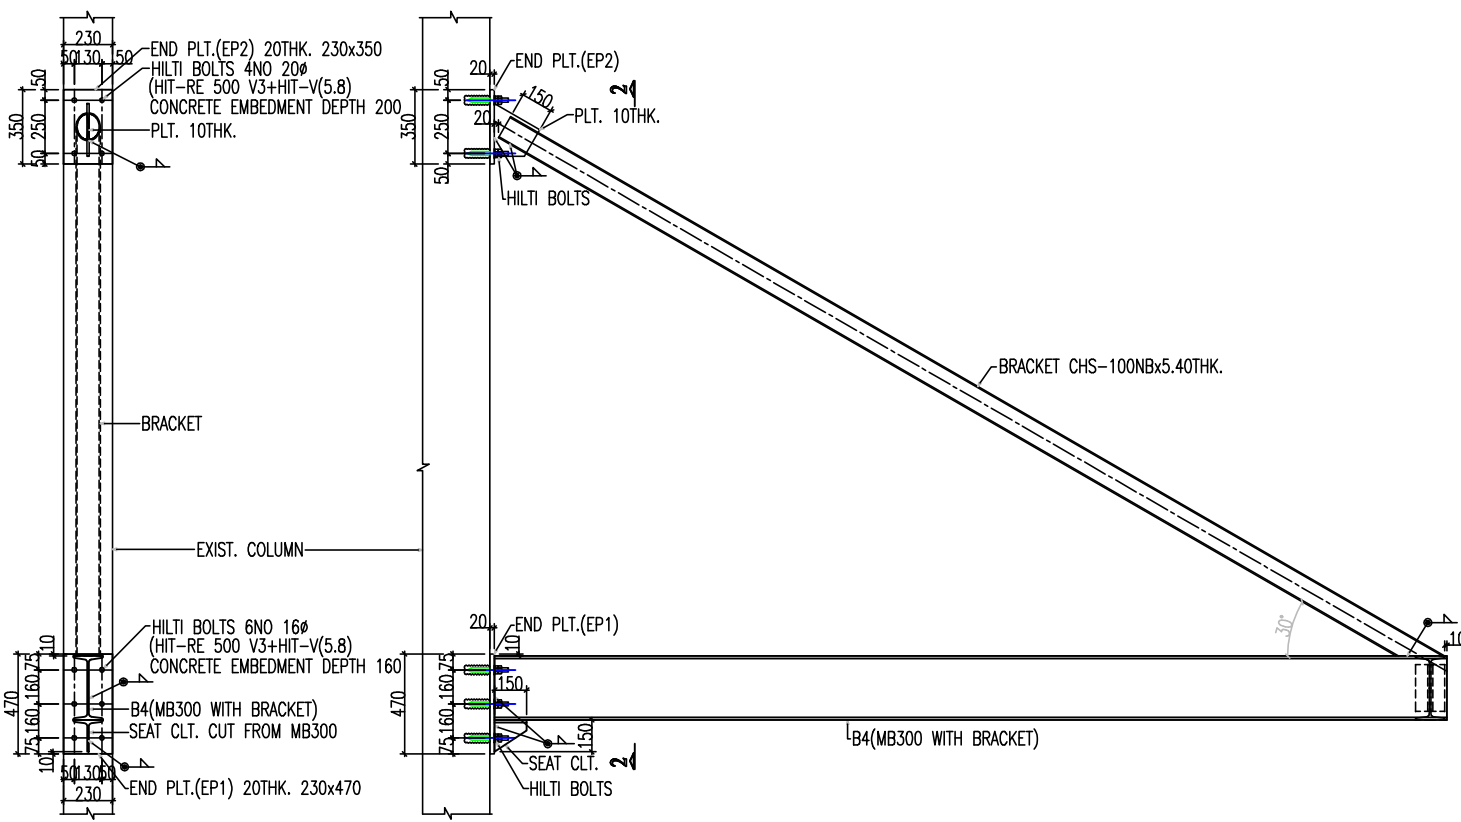 230
50 130 50
END PLT.(EP2) 20THK. 230x350
HILTI BOLTS 4NO 20ø
(HIT-RE 500 V3+HIT-V(5.8)
CONCRETE EMBEDMENT DEPTH 200
PLT. 10THK.
50
350
250
50
BRACKET
EXIST. COLUMN
HILTI BOLTS 6NO 16ø
(HIT-RE 500 V3+HIT-V(5.8)
CONCRETE EMBEDMENT DEPTH 160
10
75
160
470
160
75
10
B4(MB300 WITH BRACKET)
SEAT CLT. CUT FROM MB300
50 130 50
END PLT.(EP1) 20THK. 230x470
230
20
END PLT.(EP2)
2
50
150
PLT. 10THK.
350
250
20
50
HILTI BOLTS
BRACKET CHS-100NBx5.40THK.
30°
20
END PLT.(EP1)
10
10
75
160
470
160
75
150
150
B4(MB300 WITH BRACKET)
SEAT CLT.
2
HILTI BOLTS